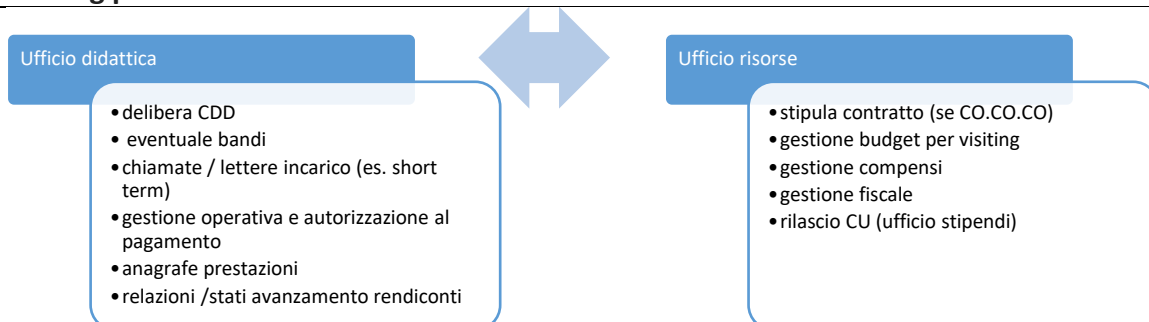 Ufficio didattica
•delibera CDD
• eventuale bandi
•chiamate / lettere incarico (es. short
term)
•gestione operativa e autorizzazione al
pagamento
•anagrafe prestazioni
•relazioni /stati avanzamento rendiconti
Ufficio risorse
•stipula contratto (se CO.CO.CO)
•gestione budget per visiting
•gestione compensi
•gestione fiscale
•rilascio CU (ufficio stipendi)